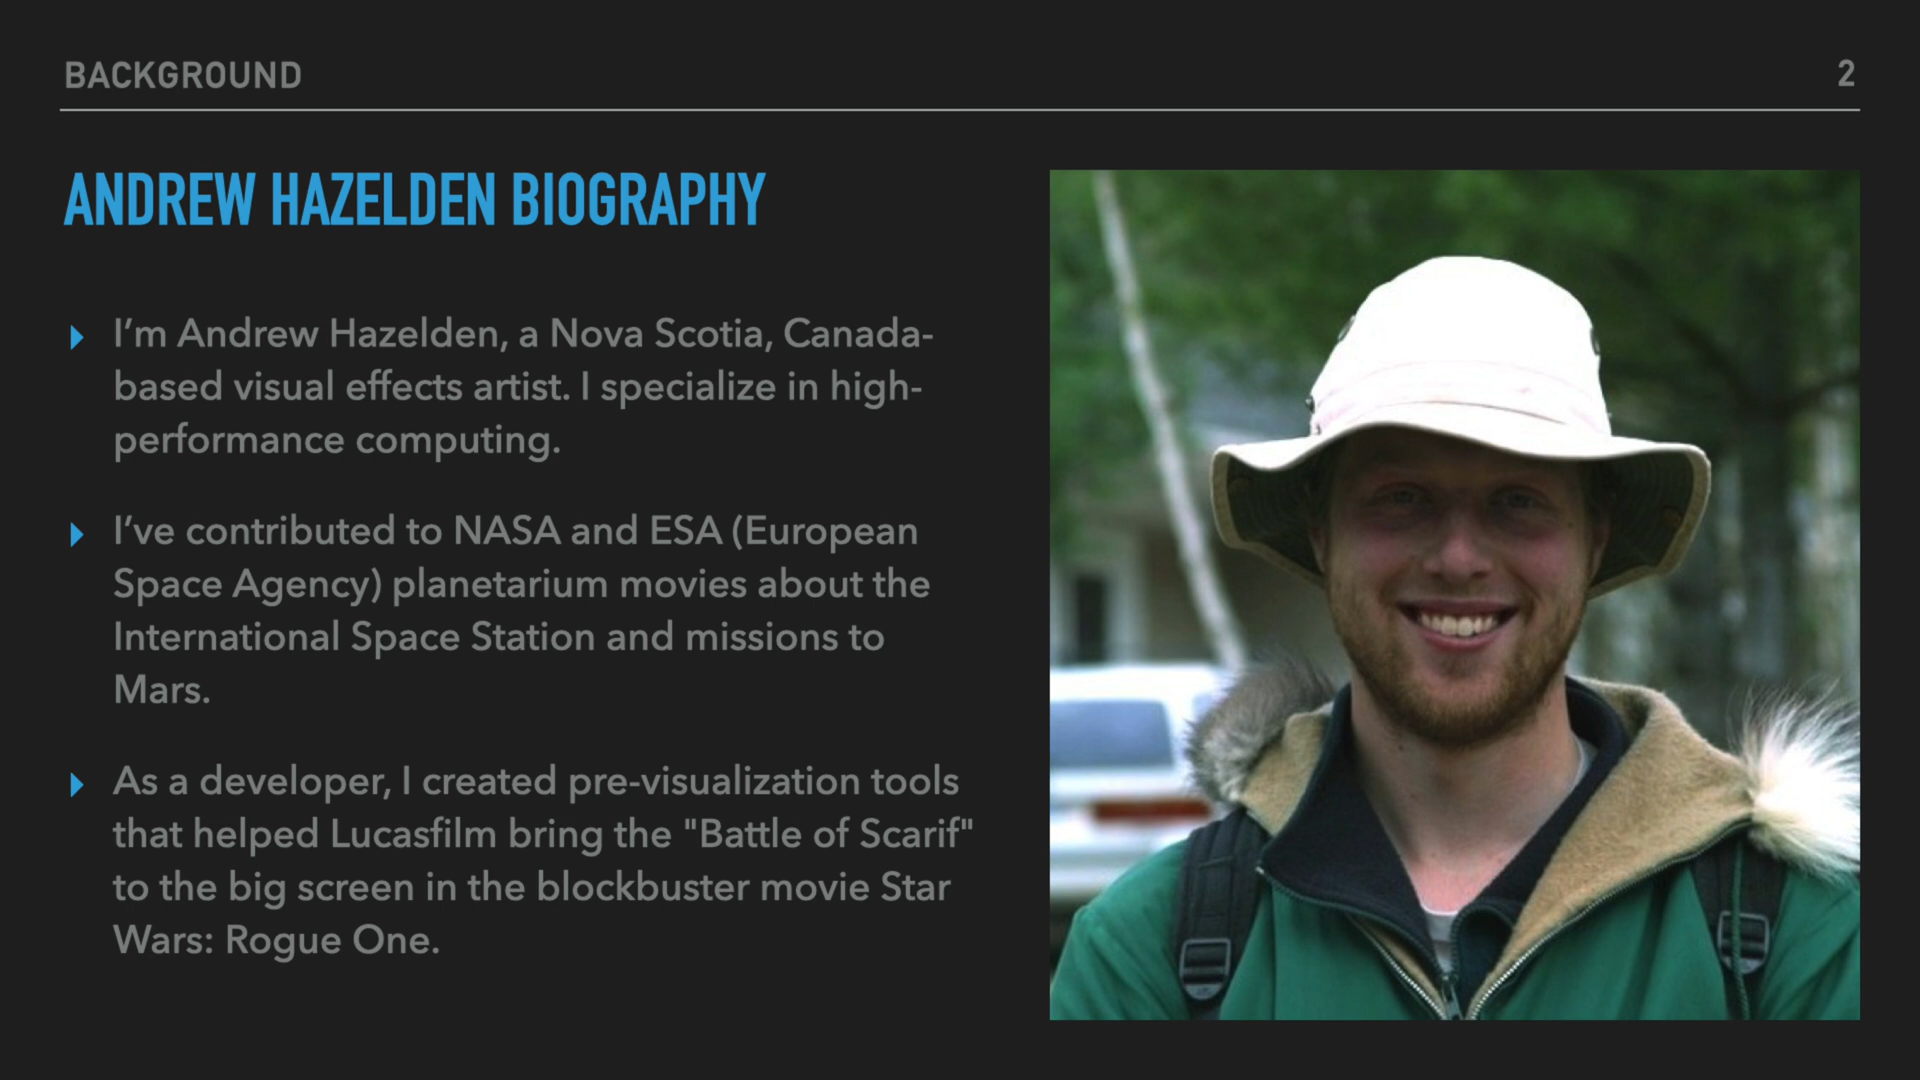 BACKGROUND
2
ANDREW HAZELDEN BIOGRAPHY
I’m Andrew Hazelden, a Nova Scotia, Canada-
based visual effects artist. I specialize in high-
performance computing.
I’ve contributed to NASA and ESA (European
Space Agency) planetarium movies about the
International Space Station and missions to
Mars.
As a developer, I created pre-visualization tools
that helped Lucasfilm bring the "Battle of Scarif"
to the big screen in the blockbuster movie Star
Wars: Rogue One.